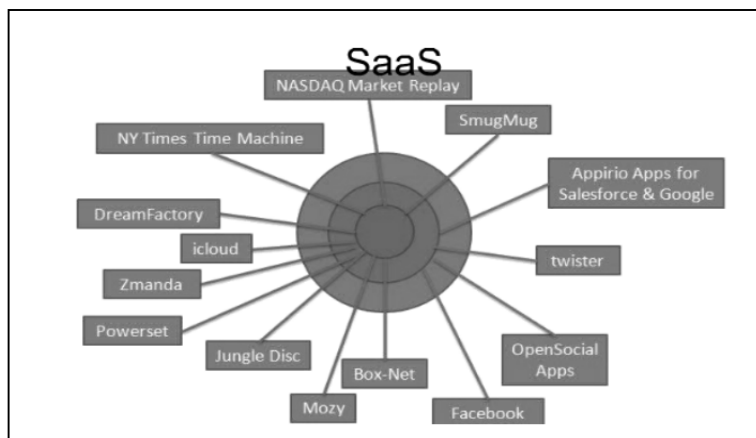 SaaS
NASDAQ Market Replay
SmugMug
NY Times Time Machine
Appirio Apps for
Salesforce & Google
DreamFactory
icloud
twister
Zmanda
Powerset
OpenSocial
Apps
Jungle Disc
Box-Net
Mozy
Facebook